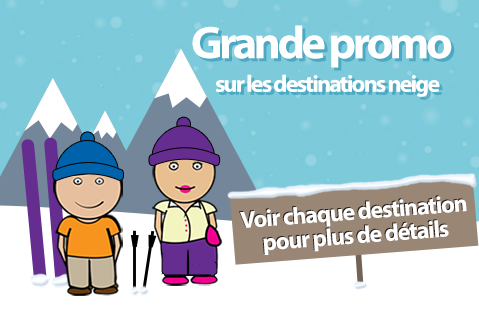 Grande promo
sur les destinations neige
Voir chaque destination
pour plus de détails